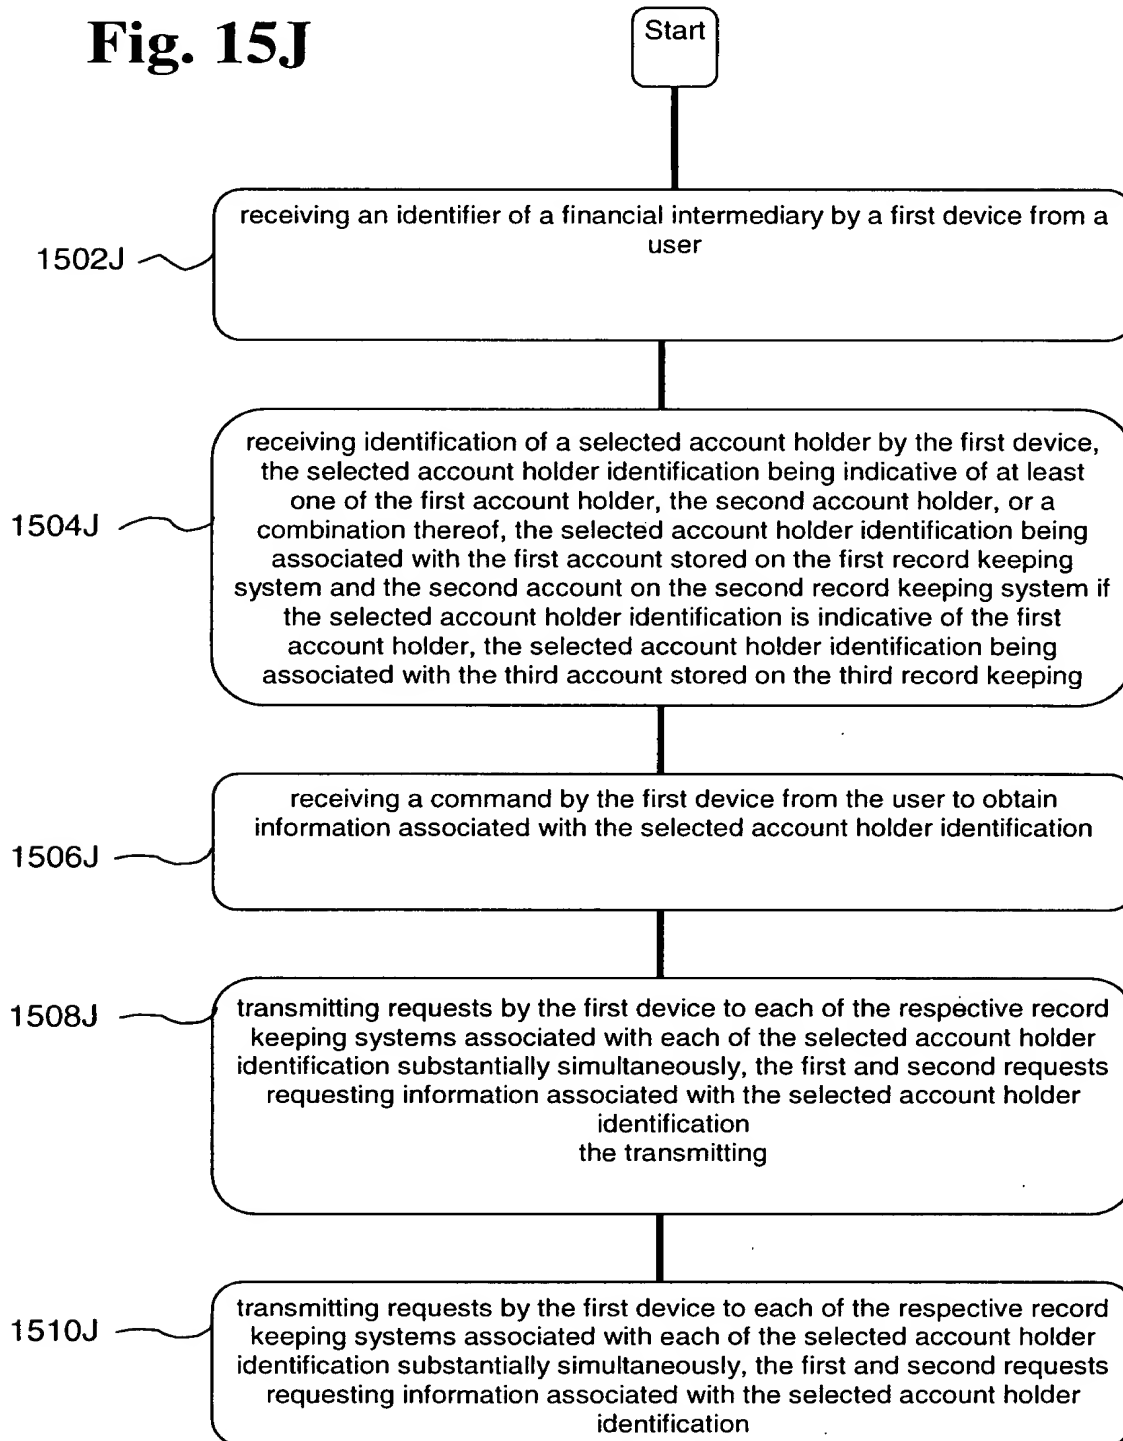 Fig. 15J
Start
receiving an identifier of a financial intermediary by a first device from a
user
1502J
receiving identification of a selected account holder by the first device,
the selected account holder identification being indicative of at least
one of the first account holder, the second account holder, or a
combination thereof, the selected account holder identification being
associated with the first account stored on the first record keeping
system and the second account on the second record keeping system if
the selected account holder identification is indicative of the first
account holder, the selected account holder identification being
associated with the third account stored on the third record keeping
1504J
receiving a command by the first device from the user to obtain
information associated with the selected account holder identification
1506J
transmitting requests by the first device to each of the respective record
keeping systems associated with each of the selected account holder
identification substantially simultaneously, the first and second requests
requesting information associated with the selected account holder
identification
the transmitting
1508J
transmitting requests by the first device to each of the respective record
keeping systems associated with each of the selected account holder
identification substantially simultaneously, the first and second requests
requesting information associated with the selected account holder
identification
1510J